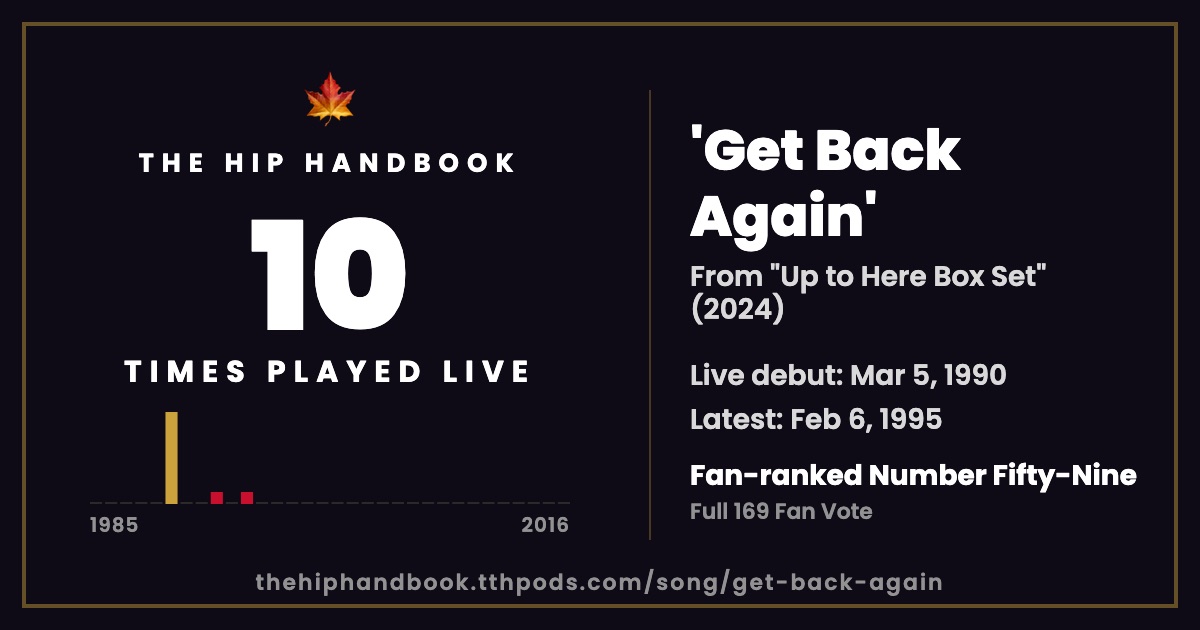 THE HIP HANDBOOK
10
TIMES PLAYED LIVE
1985
2016
'Get Back
Again'
From "Up to Here Box Set"
(2024)
Live debut: Mar 5, 1990
Latest: Feb 6, 1995
Fan-ranked Number Fifty-Nine
Full 169 Fan Vote
thehiphandbook.tthpods.com/song/get-back-again